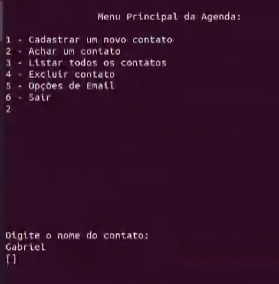 Menu Principal da Agenda:
1 - Cadastrar um novo contato
2 - Achar um contato
3 - Listar todos os contatos
4 - Excluir contato
5 - Opções de Email
6 - Sair
2
Digite o nome do contato:
Gabriel
[]